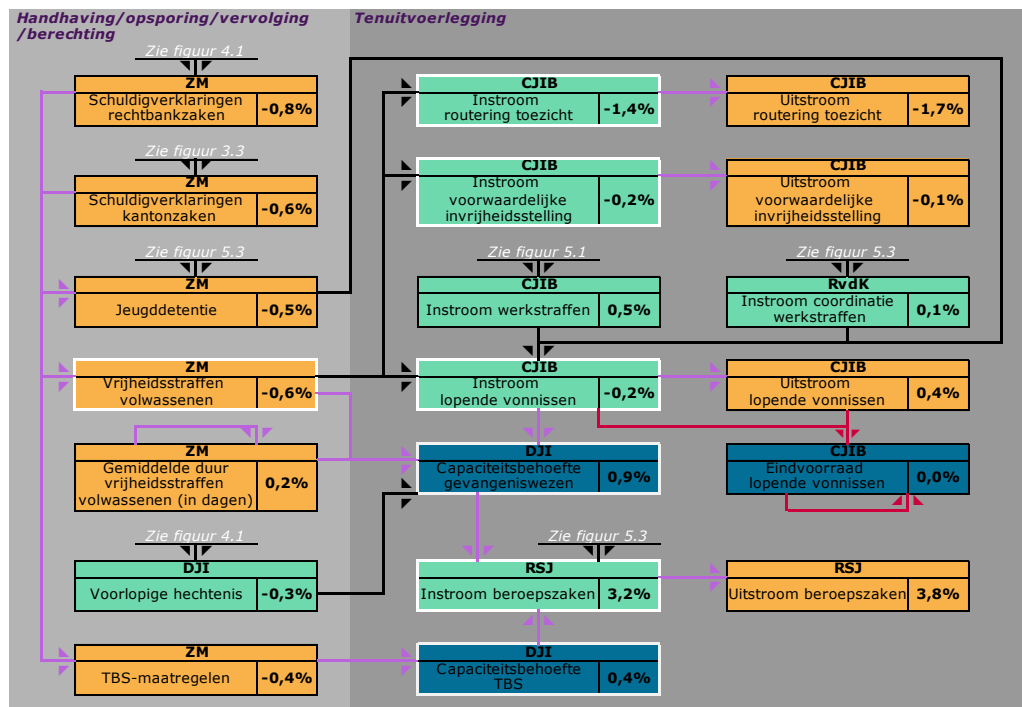 Handhaving/opsporing/vervolging
/berechting
Tenuitvoerlegging
Zie figuur 4.1
ZM
Schuldigverklaringen
rechtbankzaken
-0,8%
CJIB
Instroom
routering toezicht
-1,4%
CJIB
Uitstroom
routering toezicht
-1,7%
Zie figuur 3.3
ZM
Schuldigverklaringen
kantonzaken
-0,6%
CJIB
Instroom
voorwaardelijke
invrijheidsstelling
-0,2%
CJIB
Uitstroom
voorwaardelijke
invrijheidsstelling
-0,1%
Zie figuur 5.3
ZM
Jeugddetentie
-0,5%
Zie figuur 5.1
CJIB
Instroom werkstraffen
0,5%
Zie figuur 5.3
RvdK
Instroom coordinatie
werkstraffen
0,1%
ZM
Vrijheidsstraffen
volwassenen
-0,6%
CJIB
Instroom
lopende vonnissen
-0,2%
CJIB
Uitstroom
lopende vonnissen
0,4%
ZM
Gemiddelde duur
vrijheidsstraffen
volwassenen (in dagen)
0,2%
DJI
Capaciteitsbehoefte
gevangeniswezen
0,9%
CJIB
Eindvoorraad
lopende vonnissen
0,0%
Zie figuur 4.1
DJI
Voorlopige hechtenis
-0,3%
Zie figuur 5.3
RSJ
Instroom beroepszaken
3,2%
RSJ
Uitstroom beroepszaken
3,8%
ZM
TBS-maatregelen
-0,4%
DJI
Capaciteitsbehoefte
TBS
0,4%